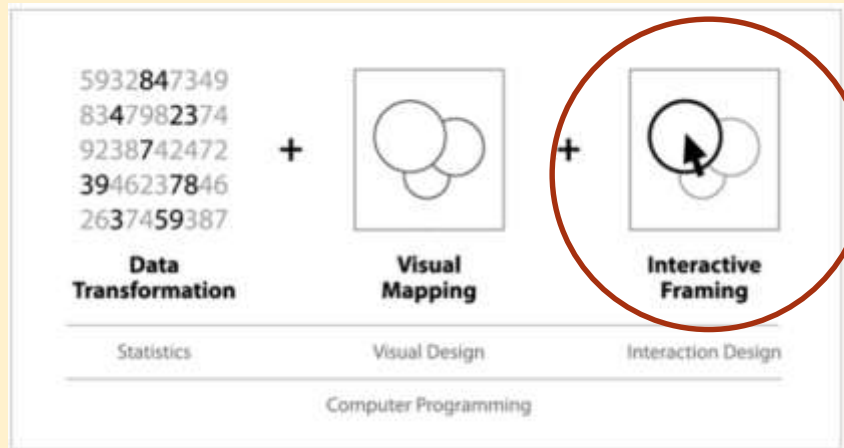 5932847349
8347982374
9238742472
3946237846
2637459387
+
+
Data
Transformation
Visual
Mapping
Interactive
Framing
Statistics
Visual Design
Interaction Design
Computer Programming